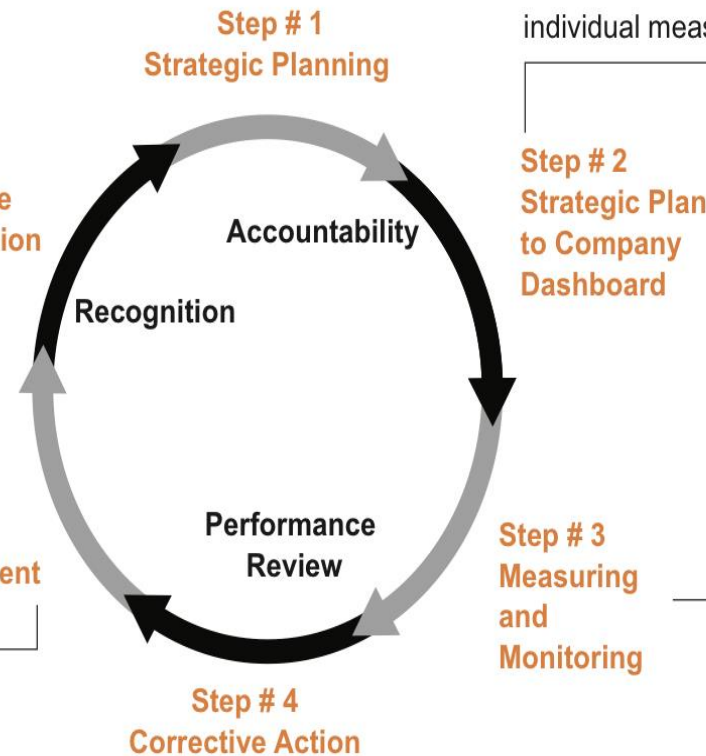 Step # 1
Strategic Planning
individual meas
Step # 2
Strategic Plan
to Company
Dashboard
e
ion
Accountability
Recognition
Performance
Review
Step # 3
Measuring
and
Monitoring
ent
Step # 4
Corrective Action